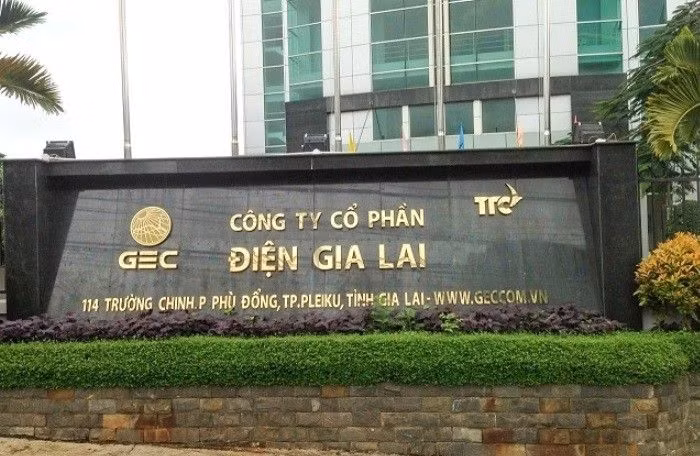 GEC
CÔNG TY CỔ PHẦN
ĐIỆN GIA LAI
TTC
114 TRƯỜNG CHINH.P PHÙ ĐỔNG,TP.PLEIKU,TỈNH GIA LAI-WWW.GECCOM.VN